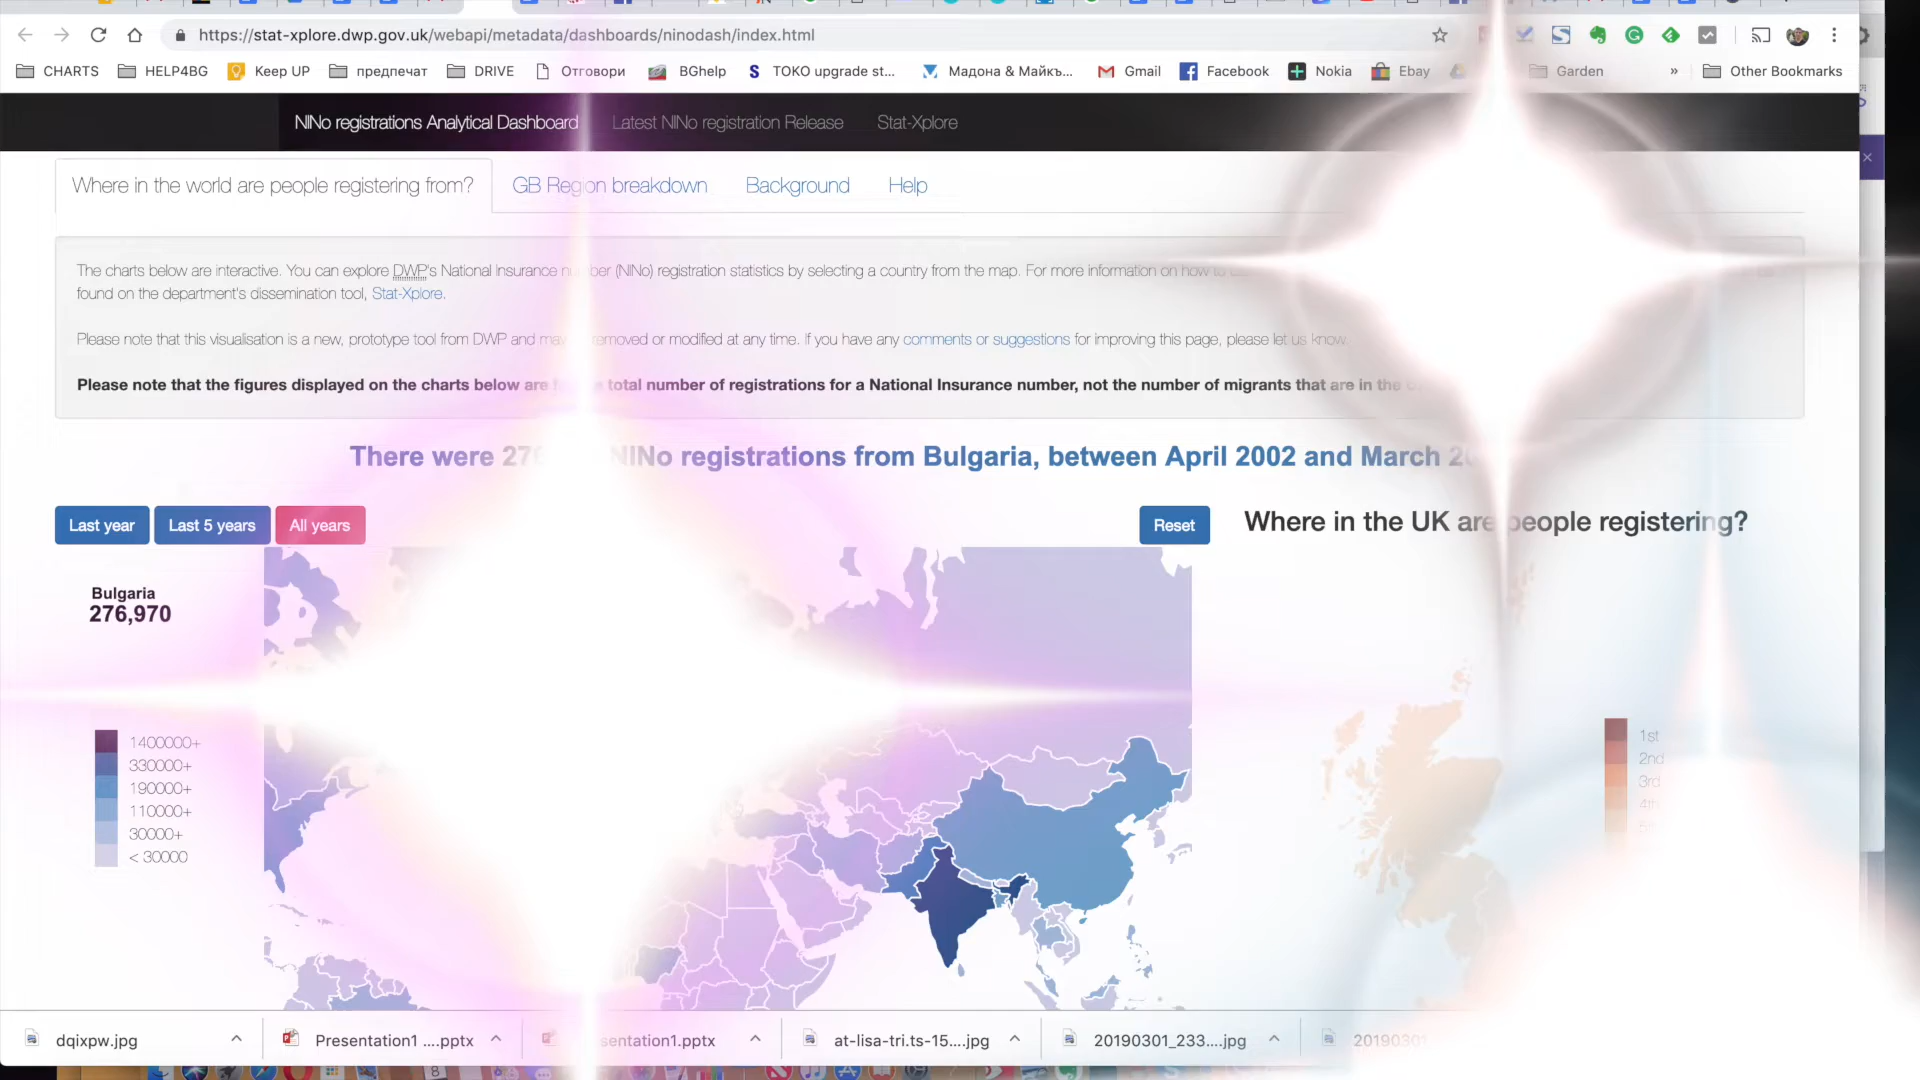 https://stat-xplore.dwp.gov.uk/webapi/metadata/dashboards/ninodash/index.html
CHARTS HELP4BG Keep UP предпечат DRIVE Отговори BGhelp TOKO upgrade st... Мадона & Майкъ... Gmail Facebook Nokia Ebay Garden » Other Bookmarks
NINo registrations Analytical Dashboard Latest NINo registration Release Stat-Xplore
Where in the world are people registering from? GB Region breakdown Background Help
The charts below are interactive. You can explore DWP's National Insurance number (NINo) registration statistics by selecting a country from the map. For more information on how to
found on the department's dissemination tool, Stat-Xplore.
Please note that this visualisation is a new, prototype tool from DWP and may removed or modified at any time. If you have any comments or suggestions for improving this page, please let us know.
Please note that the figures displayed on the charts below are total number of registrations for a National Insurance number, not the number of migrants that are in the
There were NINo registrations from Bulgaria, between April 2002 and March
Last year Last 5 years All years Reset Where in the UK are people registering?
Bulgaria
276,970
1400000+
330000+
190000+
110000+
30000+
< 30000
1st
2nd
3rd
4th
5th
dqixpw.jpg Presentation1 ....pptx sentation1.pptx at-lisa-tri.ts-15....jpg 20190301_233....jpg 20190301